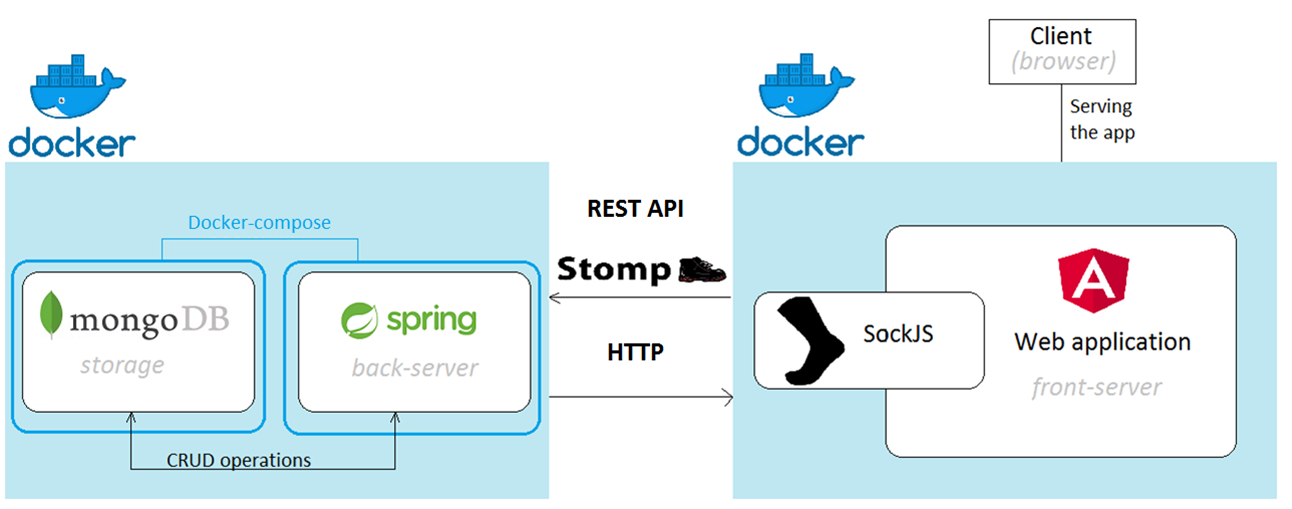 Client
(browser)
Serving
the app
docker
docker
REST API
Docker-compose
Stomp
mongoDB
storage
spring
back-server
HTTP
SockJS
A
Web application
front-server
CRUD operations